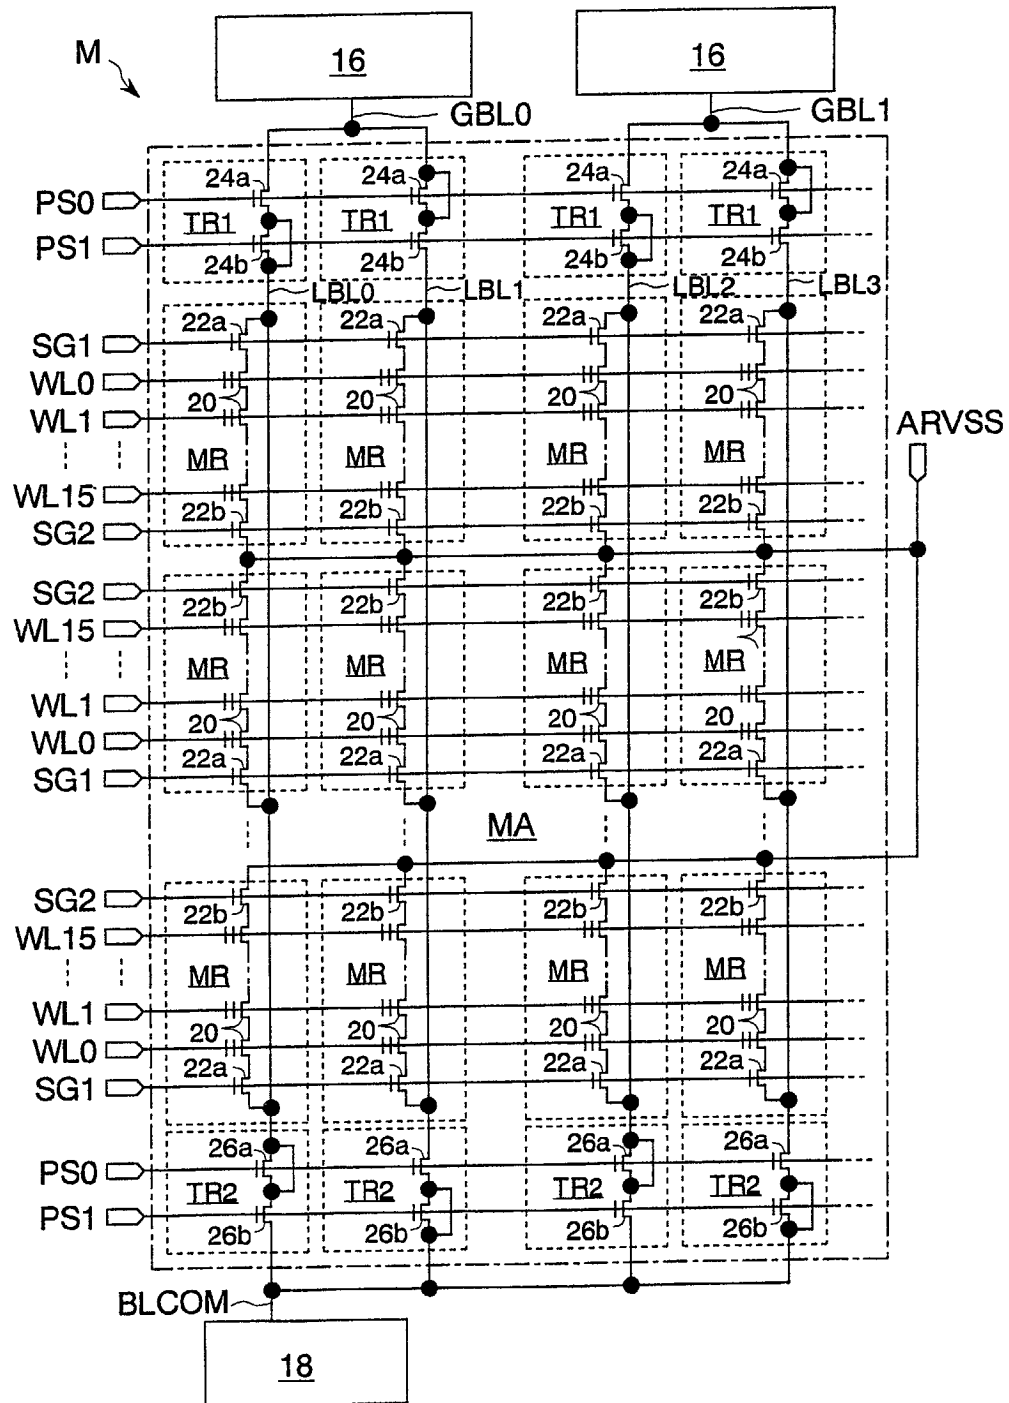 16 16
M
GBL0 GBL1
24a 24a 24a 24a
PS0
TR1 TR1 TR1 TR1
PS1
24b 24b 24b 24b
LBL0 LBL1 LBL2 LBL3
22a 22a 22a 22a
SG1
WL0
20 20 20 20
WL1
ARVSS
MR MR MR MR
WL15
22b 22b 22b 22b
SG2
SG2
22b 22b 22b 22b
WL15
MR MR MR MR
WL1
20 20 20 20
WL0
22a 22a 22a 22a
SG1
MA
SG2
22b 22b 22b 22b
WL15
MR MR MR MR
WL1
20 20 20 20
WL0
22a 22a 22a 22a
SG1
26a 26a 26a 26a
PS0
TR2 TR2 TR2 TR2
PS1
26b 26b 26b 26b
BLCOM
18